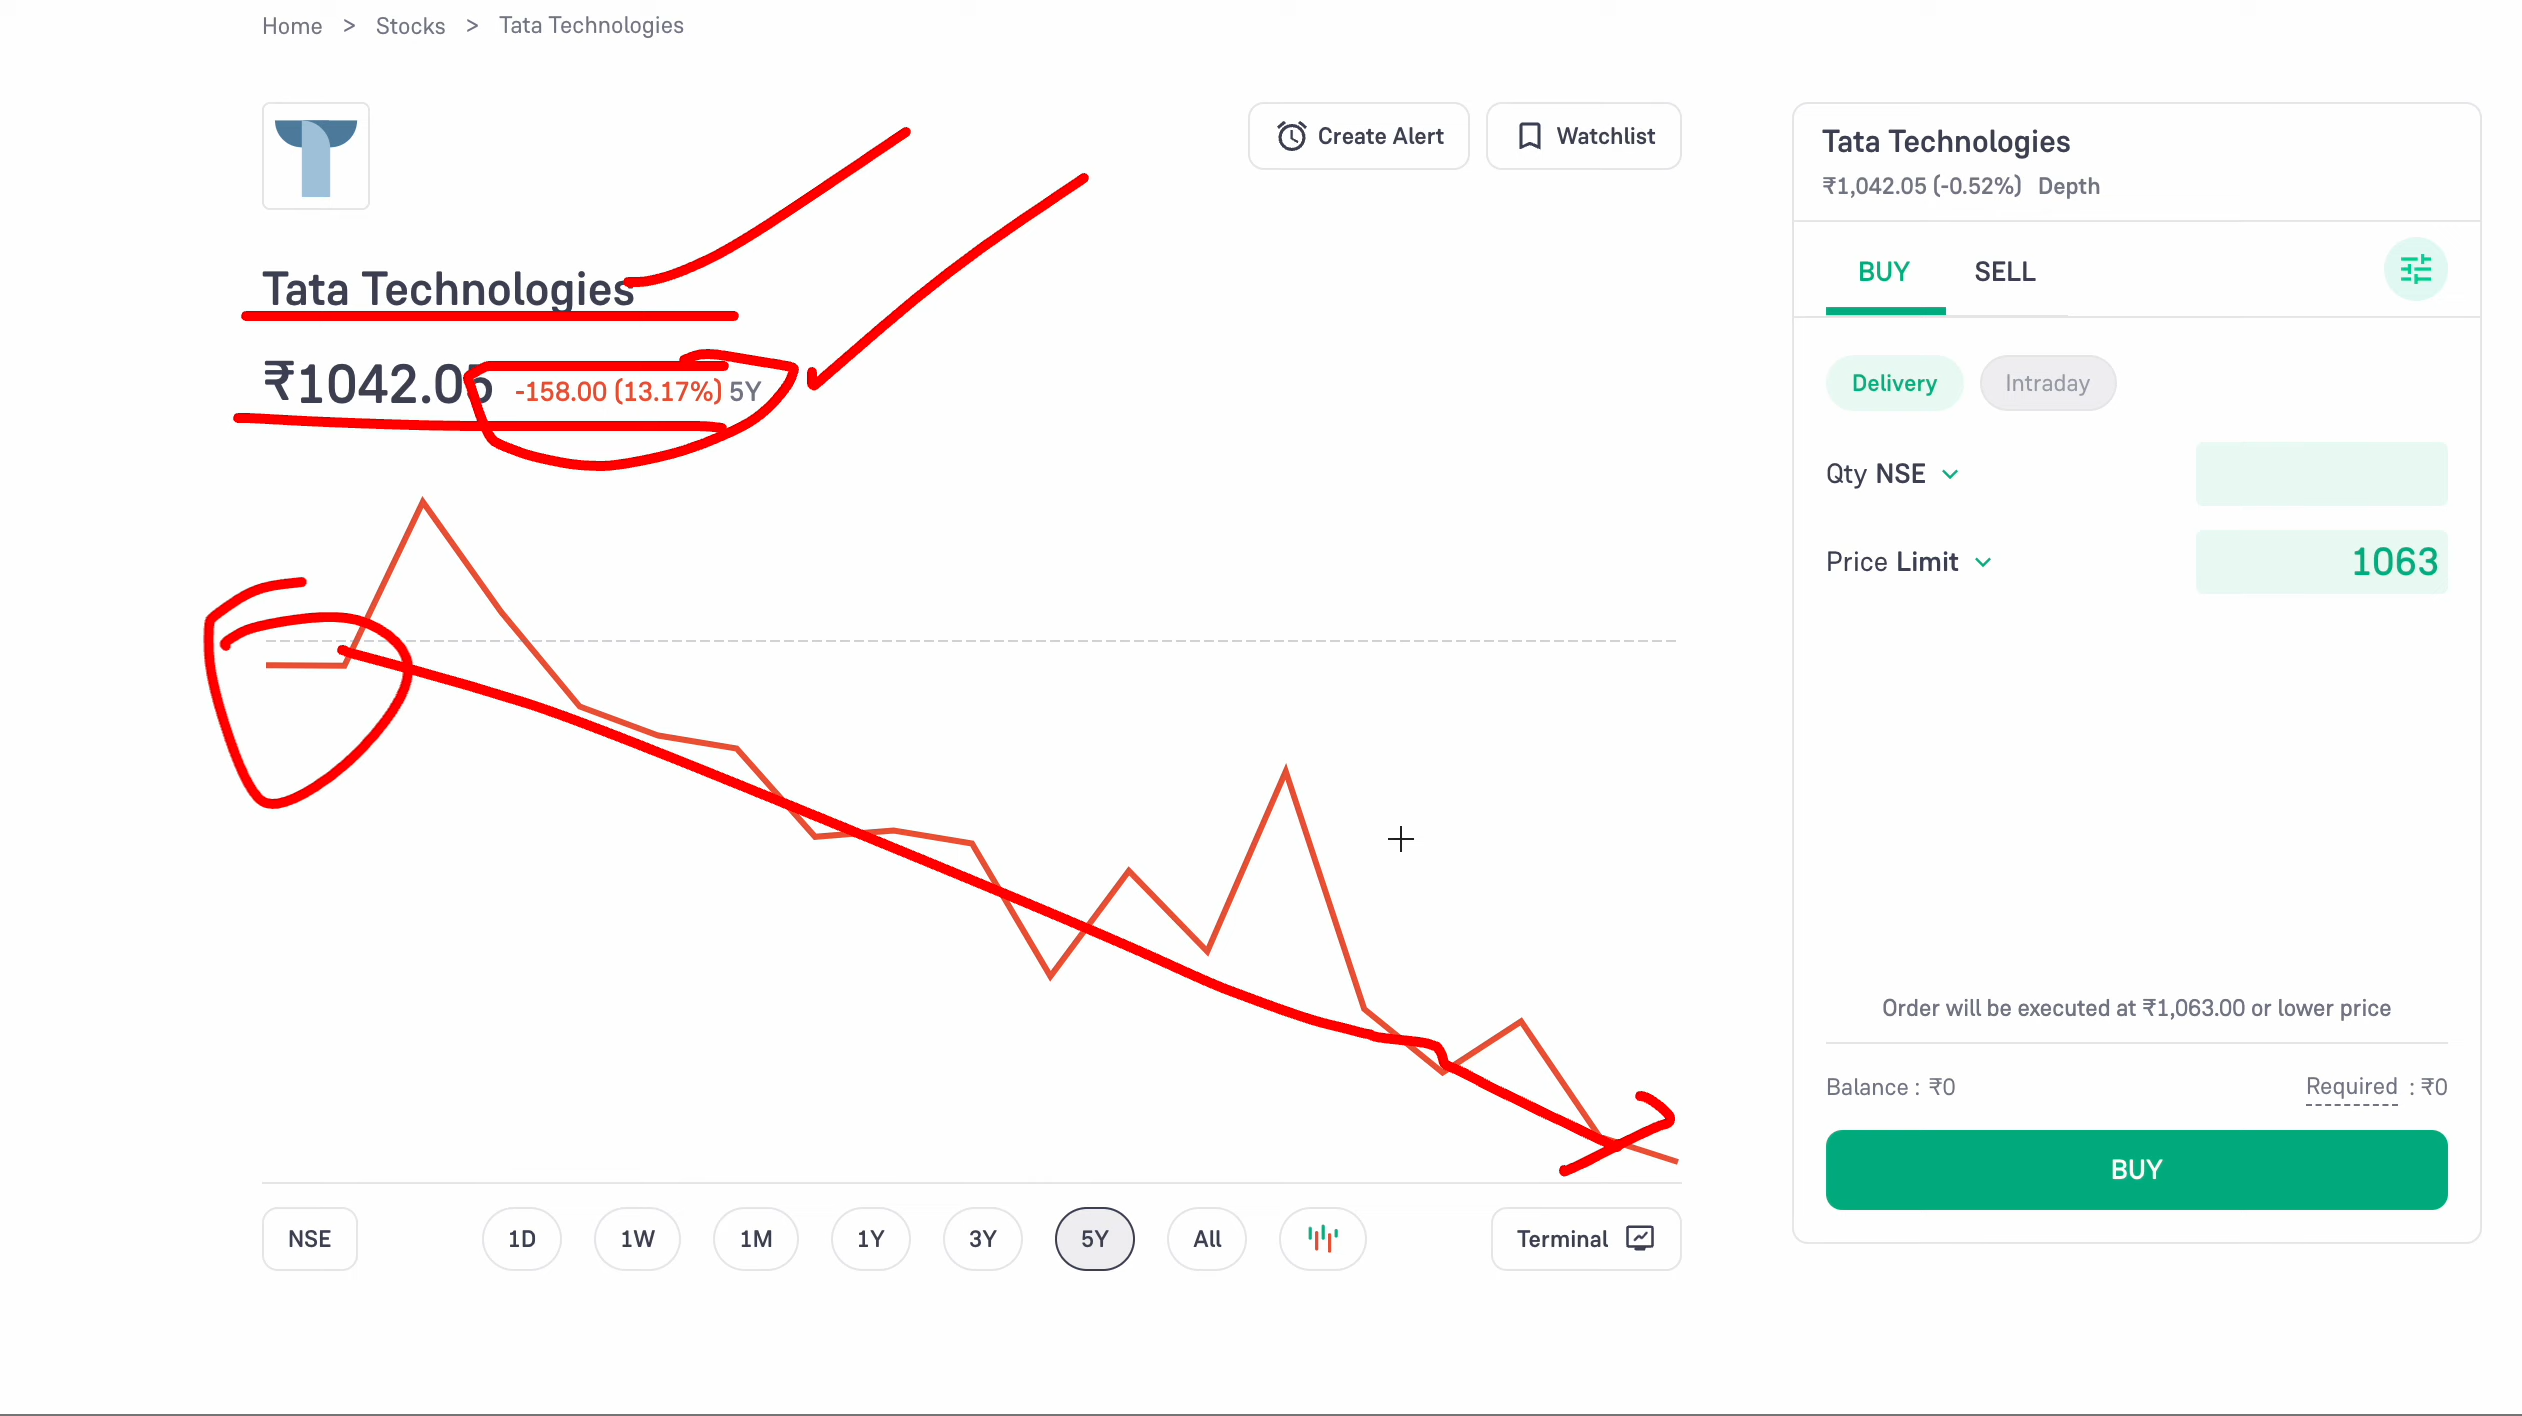 Home > Stocks > Tata Technologies
Create Alert
Watchlist
Tata Technologies
₹1042.05 -158.00 (13.17%) 5Y
NSE
1D
1W
1M
1Y
3Y
5Y
All
Terminal
Tata Technologies
₹1,042.05 (-0.52%) Depth
BUY
SELL
Delivery
Intraday
Qty NSE
Price Limit
1063
Order will be executed at ₹1,063.00 or lower price
Balance : ₹0
Required : ₹0
BUY